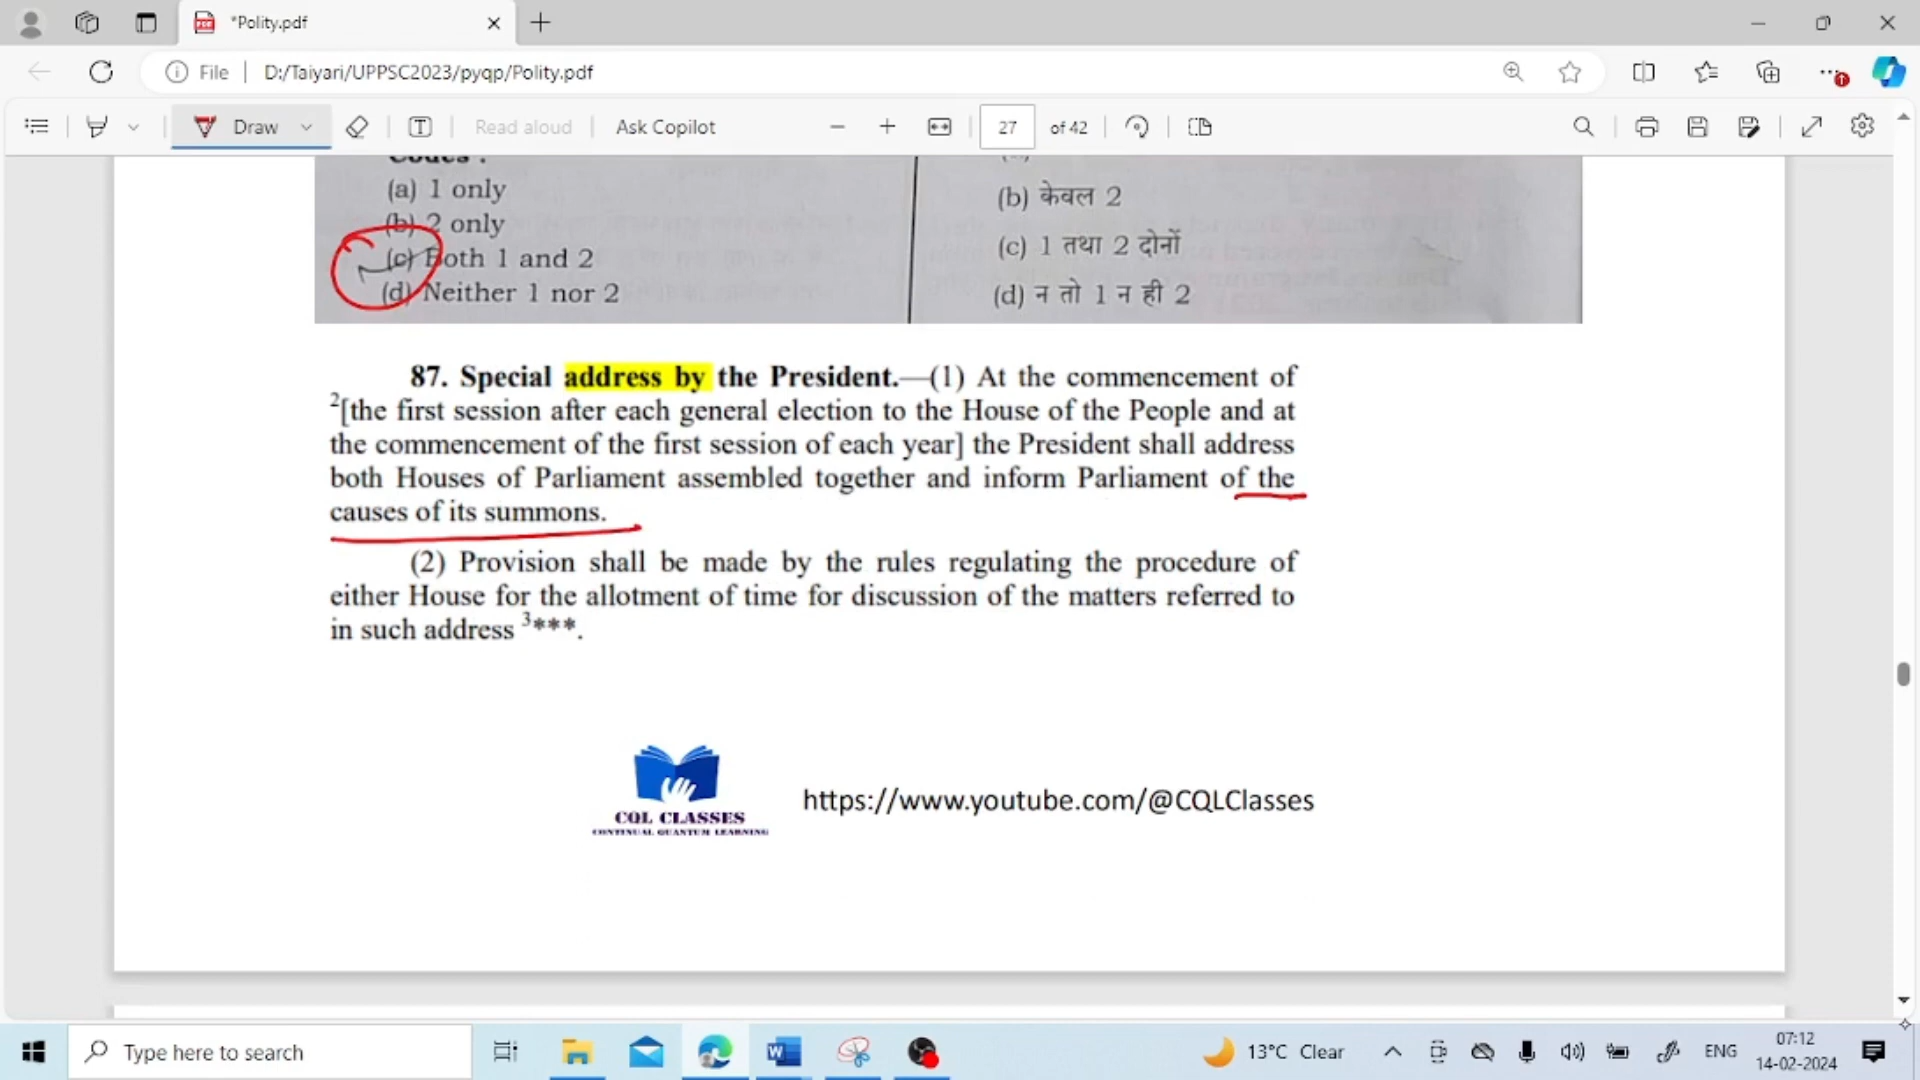 *Polity.pdf
File
D:/Taiyari/UPPSC2023/pyqp/Polity.pdf
Draw
Read aloud
Ask Copilot
27
of 42
Codes :
(a) 1 only
(b) 2 only
(c) Both 1 and 2
(d) Neither 1 nor 2
(b) केवल 2
(c) 1 तथा 2 दोनों
(d) न तो 1 न ही 2
87. Special address by the President.—(1) At the commencement of
2[the first session after each general election to the House of the People and at
the commencement of the first session of each year] the President shall address
both Houses of Parliament assembled together and inform Parliament of the
causes of its summons.
(2) Provision shall be made by the rules regulating the procedure of
either House for the allotment of time for discussion of the matters referred to
in such address 3***.
CQL CLASSES
CONTINUAL QUANTUM LEARNING
https://www.youtube.com/@CQLClasses
Type here to search
13°C Clear
ENG
07:12
14-02-2024